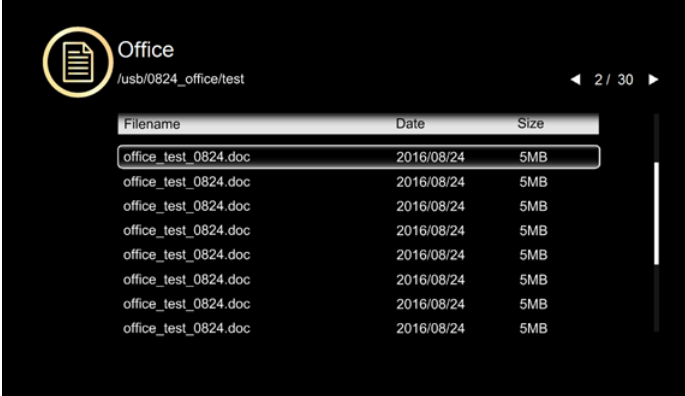 Office
/usb/0824_office/test
◀ 2 / 30 ▶
Filename Date Size
office_test_0824.doc 2016/08/24 5MB
office_test_0824.doc 2016/08/24 5MB
office_test_0824.doc 2016/08/24 5MB
office_test_0824.doc 2016/08/24 5MB
office_test_0824.doc 2016/08/24 5MB
office_test_0824.doc 2016/08/24 5MB
office_test_0824.doc 2016/08/24 5MB
office_test_0824.doc 2016/08/24 5MB